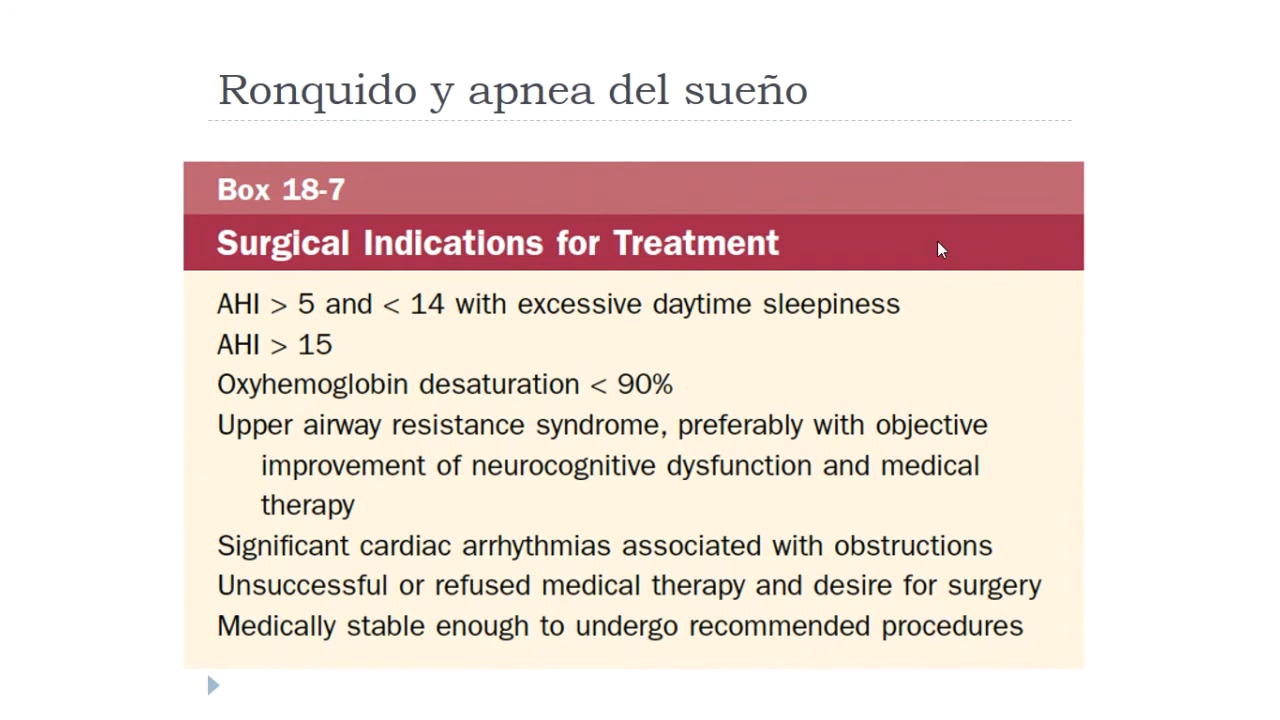 Ronquido y apnea del sueño
Box 18-7
Surgical Indications for Treatment
AHI > 5 and < 14 with excessive daytime sleepiness
AHI > 15
Oxyhemoglobin desaturation < 90%
Upper airway resistance syndrome, preferably with objective
improvement of neurocognitive dysfunction and medical
therapy
Significant cardiac arrhythmias associated with obstructions
Unsuccessful or refused medical therapy and desire for surgery
Medically stable enough to undergo recommended procedures